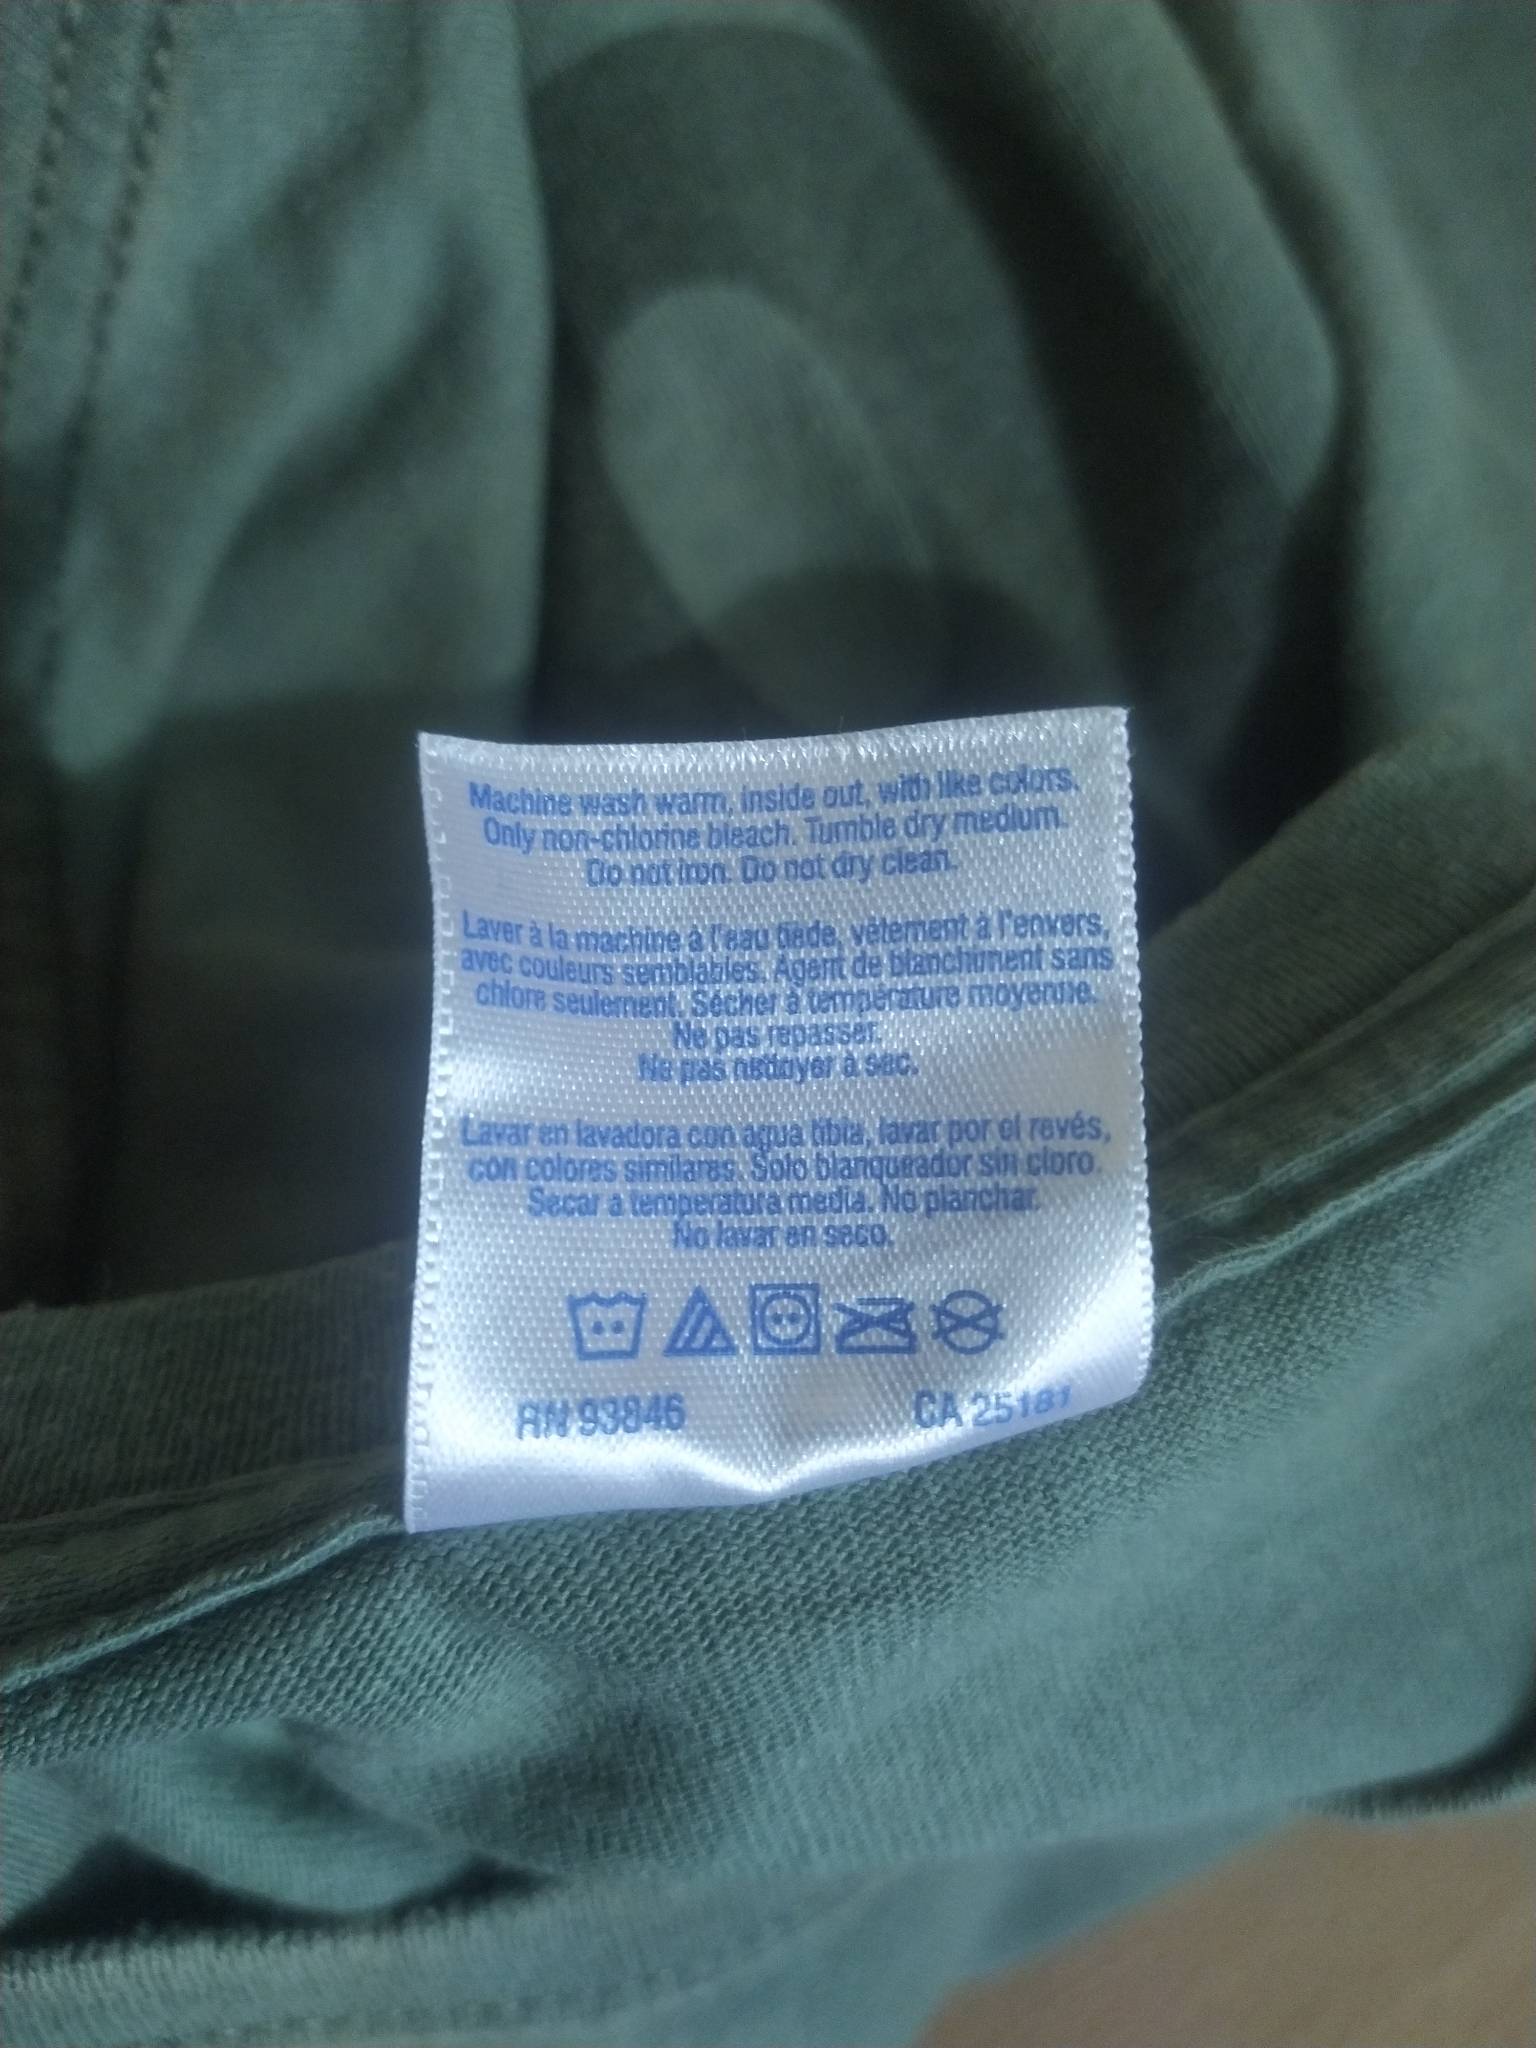 Machine wash warm, inside out, with like colors.
Only non-chlorine bleach. Tumble dry medium.
Do not iron. Do not dry clean.
Laver à la machine à l'eau tiède, vêtement à l'envers,
avec couleurs semblables. Agent de blanchiment sans
chlore seulement. Sécher à température moyenne.
Ne pas repasser.
Ne pas nettoyer à sec.
Lavar en lavadora con agua tibia, lavar por el revés,
con colores similares. Solo blanqueador sin cloro.
Secar a temperatura media. No planchar.
No lavar en seco.
RN 93846 CA 25181